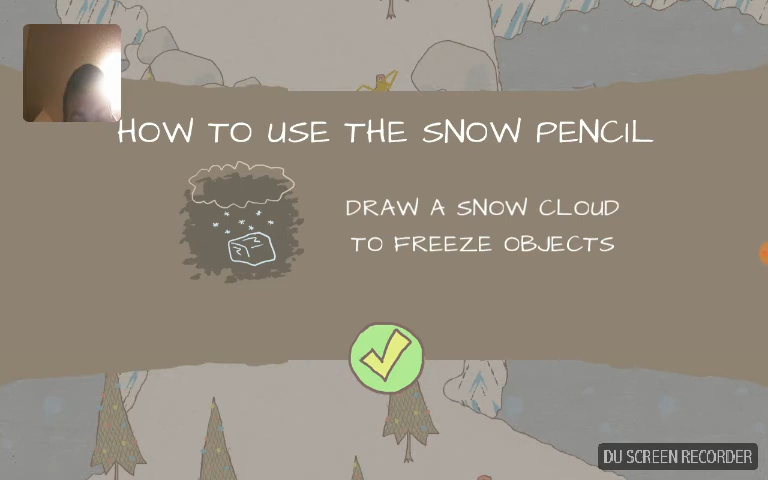 HOW TO USE THE SNOW PENCIL
DRAW A SNOW CLOUD
TO FREEZE OBJECTS
DU SCREEN RECORDER